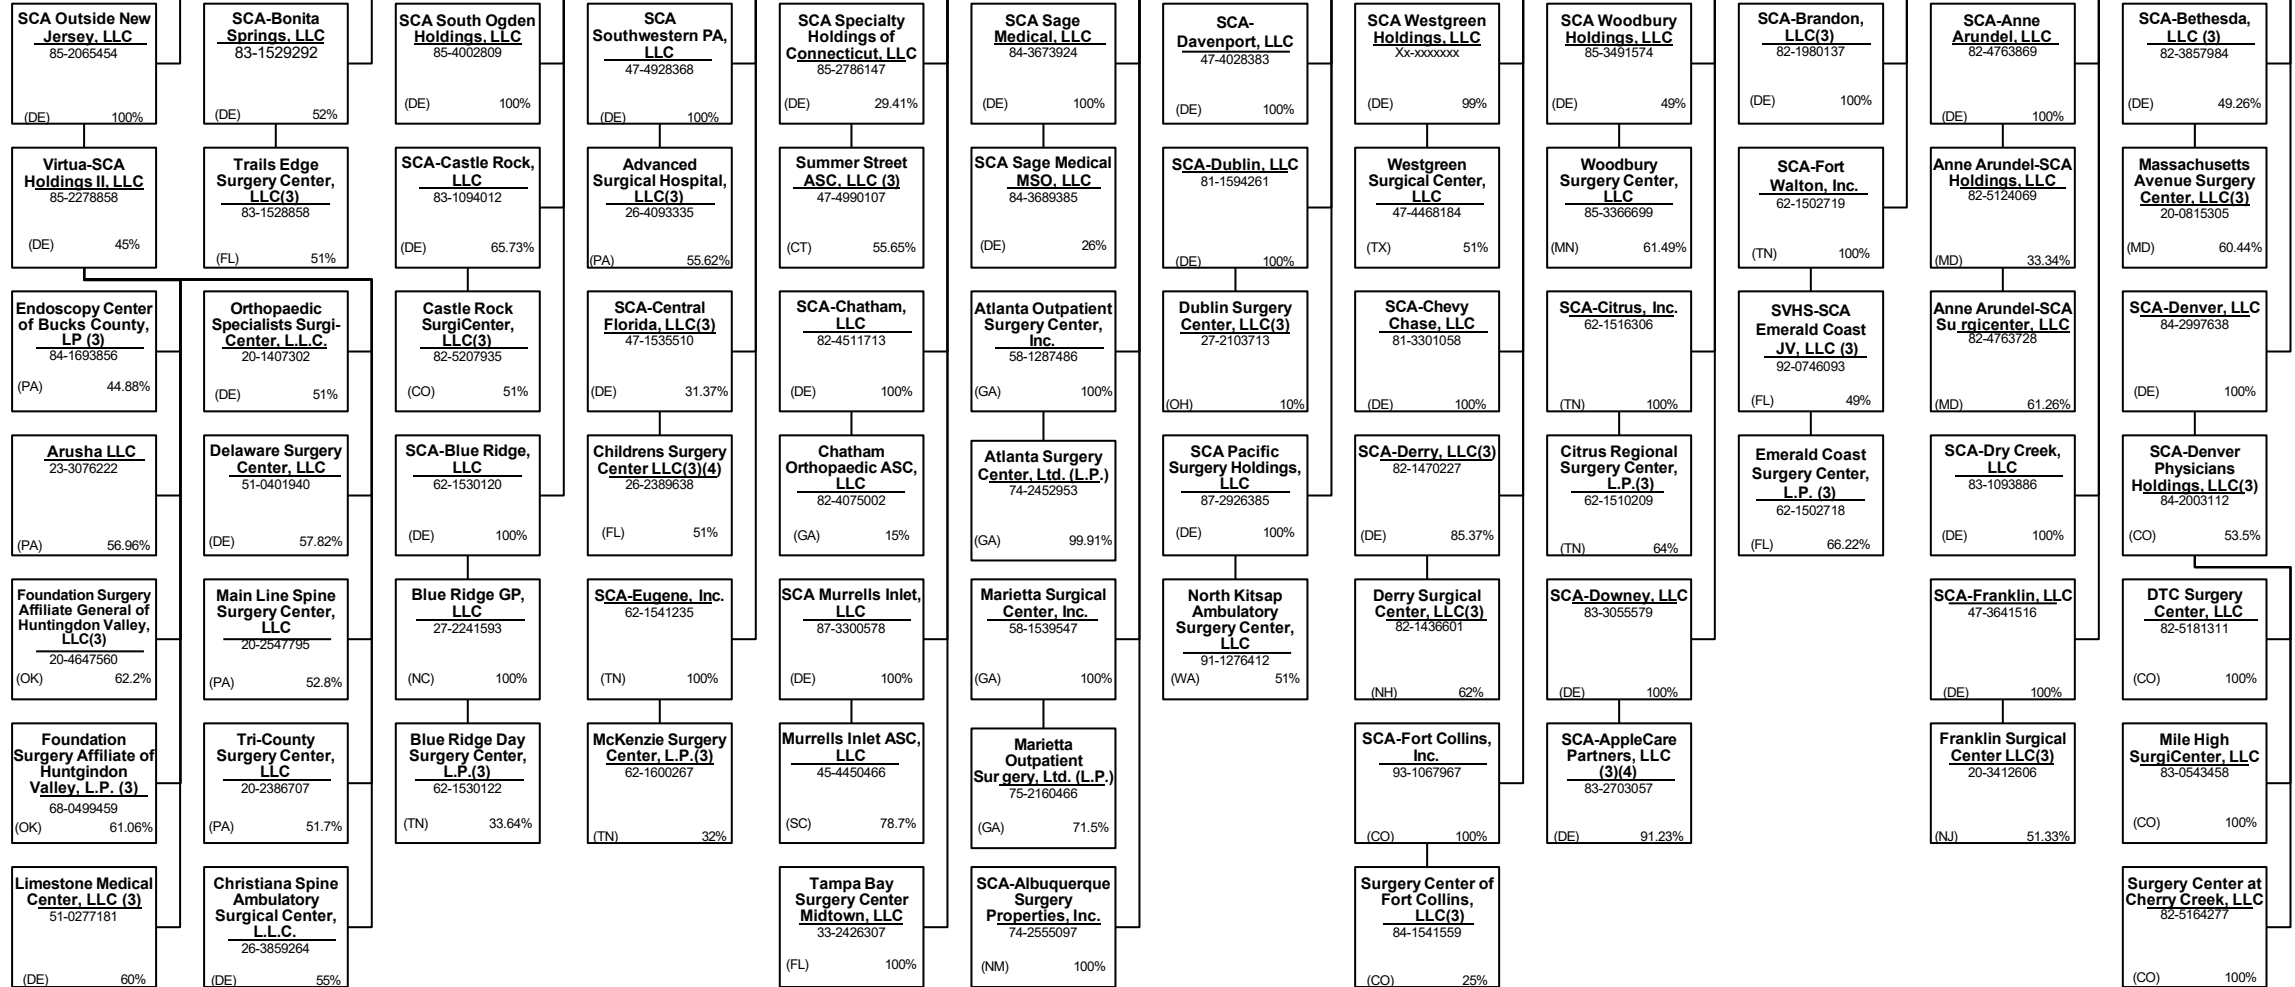 SCA Outside New
Jersey, LLC
85-2065454
(DE) 100%
Virtua-SCA
Holdings II, LLC
85-2278858
(DE) 45%
Endoscopy Center
of Bucks County,
LP (3)
84-1693856
(PA) 44.88%
Arusha LLC
23-3076222
(PA) 56.96%
Foundation Surgery
Affiliate General of
Huntingdon Valley,
LLC(3)
20-4647560
(OK) 62.2%
Foundation
Surgery Affiliate of
Huntgindon
Valley, L.P. (3)
68-0499459
(OK) 61.06%
Limestone Medical
Center, LLC (3)
51-0277181
(DE) 60%
SCA-Bonita
Springs, LLC
83-1529292
(DE) 52%
Trails Edge
Surgery Center,
LLC(3)
83-1528858
(FL) 51%
Orthopaedic
Specialists Surgi-
Center, L.L.C.
20-1407302
(DE) 51%
Delaware Surgery
Center, LLC
51-0401940
(DE) 57.82%
Main Line Spine
Surgery Center,
LLC
20-2547795
(PA) 52.8%
Tri-County
Surgery Center,
LLC
20-2386707
(PA) 51.7%
Christiana Spine
Ambulatory
Surgical Center,
L.L.C.
26-3859264
(DE) 55%
SCA South Ogden
Holdings, LLC
85-4002809
(DE) 100%
SCA-Castle Rock,
LLC
83-1094012
(DE) 65.73%
Castle Rock
SurgiCenter,
LLC(3)
82-5207935
(CO) 51%
SCA-Blue Ridge,
LLC
62-1530120
(DE) 100%
Blue Ridge GP,
LLC
27-2241593
(NC) 100%
Blue Ridge Day
Surgery Center,
L.P.(3)
62-1530122
(TN) 33.64%
SCA
Southwestern PA,
LLC
47-4928368
(DE) 100%
Advanced
Surgical Hospital,
LLC(3)
26-4093335
(PA) 55.62%
SCA-Central
Florida, LLC(3)
47-1535510
(DE) 31.37%
Childrens Surgery
Center LLC(3)(4)
26-2389638
(FL) 51%
SCA-Eugene, Inc.
62-1541235
(TN) 100%
McKenzie Surgery
Center, L.P.(3)
62-1600267
(TN) 32%
SCA Specialty
Holdings of
Connecticut, LLC
85-2786147
(DE) 29.41%
Summer Street
ASC, LLC (3)
47-4990107
(CT) 55.65%
SCA-Chatham,
LLC
82-4511713
(DE) 100%
Chatham
Orthopaedic ASC,
LLC
82-4075002
(GA) 15%
SCA Murrells Inlet,
LLC
87-3300578
(DE) 100%
Murrells Inlet ASC,
LLC
45-4450466
(SC) 78.7%
Tampa Bay
Surgery Center
Midtown, LLC
33-2426307
(FL) 100%
SCA Sage
Medical, LLC
84-3673924
(DE) 100%
SCA Sage Medical
MSO, LLC
84-3689385
(DE) 26%
Atlanta Outpatient
Surgery Center,
Inc.
58-1287486
(GA) 100%
Atlanta Surgery
Center, Ltd. (L.P.)
74-2452953
(GA) 99.91%
Marietta Surgical
Center, Inc.
58-1539547
(GA) 100%
Marietta
Outpatient
Surgery, Ltd. (L.P.)
75-2160466
(GA) 71.5%
SCA-Albuquerque
Surgery
Properties, Inc.
74-2555097
(NM) 100%
SCA-
Davenport, LLC
47-4028383
(DE) 100%
SCA-Dublin, LLC
81-1594261
(DE) 100%
Dublin Surgery
Center, LLC(3)
27-2103713
(OH) 10%
SCA Pacific
Surgery Holdings,
LLC
87-2926385
(DE) 100%
North Kitsap
Ambulatory
Surgery Center,
LLC
91-1276412
(WA) 51%
SCA Westgreen
Holdings, LLC
Xx-xxxxxxx
(DE) 99%
Westgreen
Surgical Center,
LLC
47-4468184
(TX) 51%
SCA-Chevy
Chase, LLC
81-3301058
(DE) 100%
SCA-Derry, LLC(3)
82-1470227
(DE) 85.37%
Derry Surgical
Center, LLC(3)
82-1436601
(NH) 62%
SCA-Fort Collins,
Inc.
93-1067967
(CO) 100%
Surgery Center of
Fort Collins,
LLC(3)
84-1541559
(CO) 25%
SCA Woodbury
Holdings, LLC
85-3491574
(DE) 49%
Woodbury
Surgery Center,
LLC
85-3366699
(MN) 61.49%
SCA-Citrus, Inc.
62-1516306
(TN) 100%
Citrus Regional
Surgery Center,
L.P.(3)
62-1510209
(TN) 64%
SCA-Downey, LLC
83-3055579
(DE) 100%
SCA-AppleCare
Partners, LLC
(3)(4)
83-2703057
(DE) 91.23%
SCA-Brandon,
LLC(3)
82-1980137
(DE) 100%
SCA-Fort
Walton, Inc.
62-1502719
(TN) 100%
SVHS-SCA
Emerald Coast
JV, LLC (3)
92-0746093
(FL) 49%
Emerald Coast
Surgery Center,
L.P. (3)
62-1502718
(FL) 66.22%
SCA-Anne
Arundel, LLC
82-4763869
(DE) 100%
Anne Arundel-SCA
Holdings, LLC
82-5124069
(MD) 33.34%
Anne Arundel-SCA
Surgicenter, LLC
82-4763728
(MD) 61.26%
SCA-Dry Creek,
LLC
83-1093886
(DE) 100%
SCA-Franklin, LLC
47-3641516
(DE) 100%
Franklin Surgical
Center LLC(3)
20-3412606
(NJ) 51.33%
SCA-Bethesda,
LLC (3)
82-3857984
(DE) 49.26%
Massachusetts
Avenue Surgery
Center, LLC(3)
20-0815305
(MD) 60.44%
SCA-Denver, LLC
84-2997638
(DE) 100%
SCA-Denver
Physicians
Holdings, LLC(3)
84-2003112
(CO) 53.5%
DTC Surgery
Center, LLC
82-5181311
(CO) 100%
Mile High
SurgiCenter, LLC
83-0543458
(CO) 100%
Surgery Center at
Cherry Creek, LLC
82-5164277
(CO) 100%